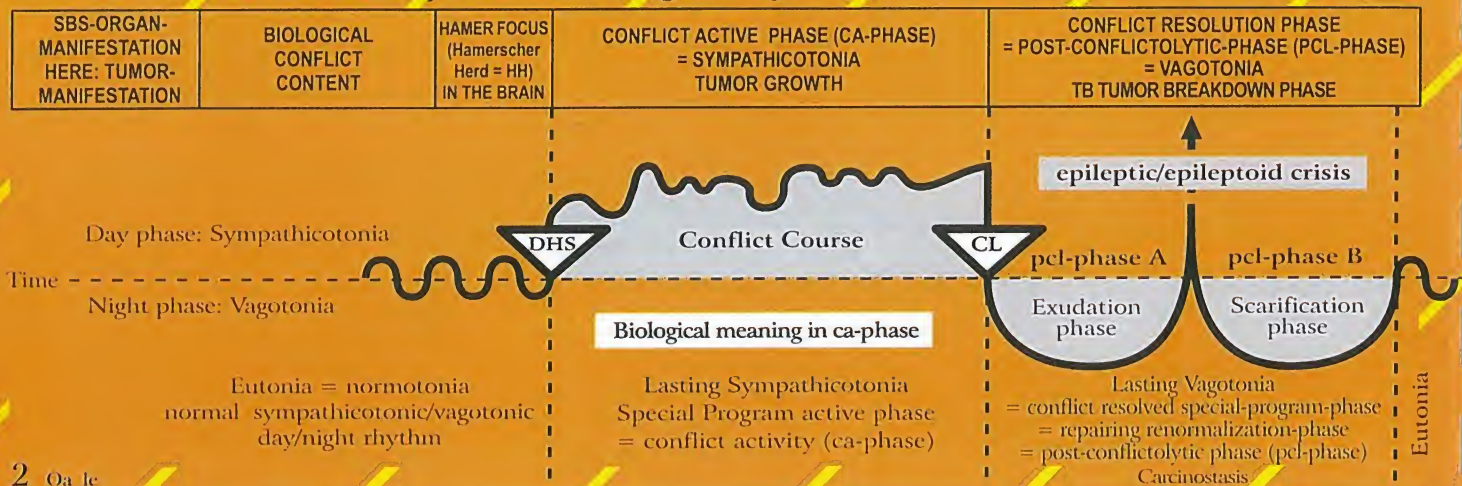 SBS-ORGAN-
MANIFESTATION
HERE: TUMOR-
MANIFESTATION
BIOLOGICAL
CONFLICT
CONTENT
HAMER FOCUS
(Hamerscher
Herd = HH)
IN THE BRAIN
CONFLICT ACTIVE PHASE (CA-PHASE)
= SYMPATHICOTONIA
TUMOR GROWTH
CONFLICT RESOLUTION PHASE
= POST-CONFLICTOLYTIC-PHASE (PCL-PHASE)
= VAGOTONIA
TB TUMOR BREAKDOWN PHASE
epileptic/epileptoid crisis
Day phase: Sympathicotonia
DHS
Conflict Course
CL
pcl-phase A
pcl-phase B
Time
Night phase: Vagotonia
Exudation
phase
Scarification
phase
Biological meaning in ca-phase
Eutonia = normotonia
normal sympathicotonic/vagotonic
day/night rhythm
Lasting Sympathicotonia
Special Program active phase
= conflict activity (ca-phase)
Lasting Vagotonia
= conflict resolved special-program-phase
= repairing renormalization-phase
= post-conflictolytic phase (pcl-phase)
Carcinostasis
Eutonia
2